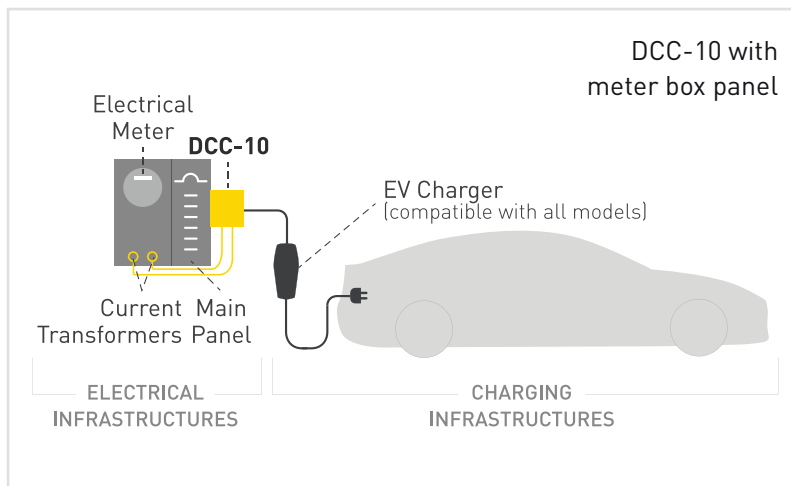 DCC-10 with
meter box panel
Electrical
Meter
DCC-10
EV Charger
(compatible with all models)
Current
Transformers
Main
Panel
ELECTRICAL
INFRASTRUCTURES
CHARGING
INFRASTRUCTURES